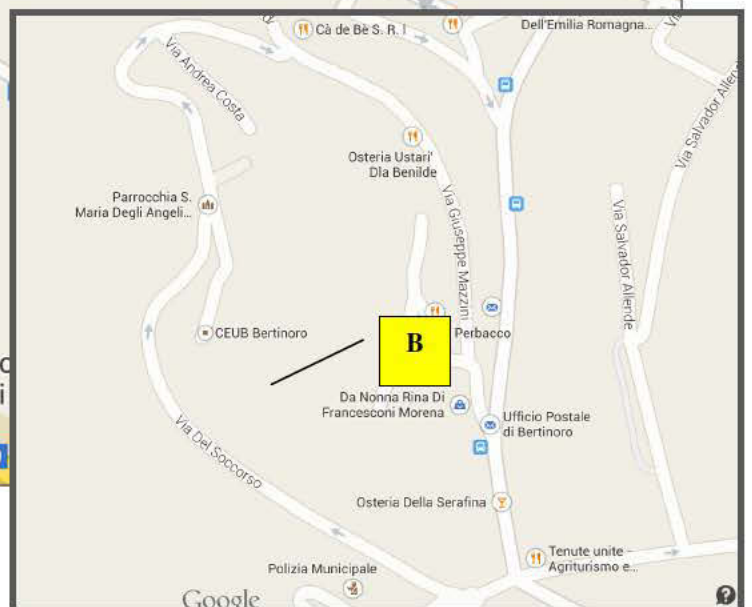 Cà de Bè S. R. l
Dell'Emilia Romagna...
Via Andrea Costa
Via Salvador Allend
Osteria Ustari'
Dla Benilde
Parrocchia S.
Maria Degli Angeli...
Via Giuseppe Mazzini
Via Salvador Allende
CEUB Bertinoro
B
Perbacco
Da Nonna Rina Di
Francesconi Morena
Ufficio Postale
di Bertinoro
Via Del Soccorso
Osteria Della Serafina
Tenute unite -
Agriturismo e...
Polizia Municipale
Google